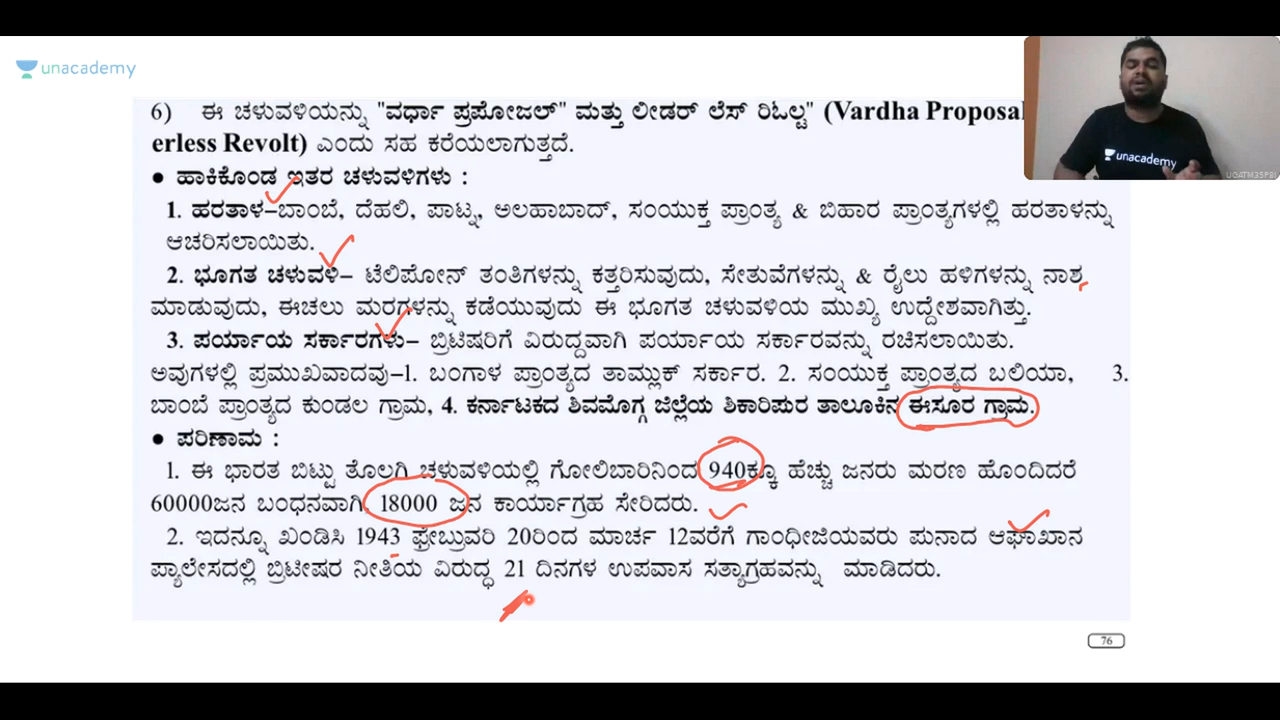 unacademy
6) ಈ ಚಳುವಳಿಯನ್ನು "ವರ್ಧಾ ಪ್ರಪೋಜಲ್" ಮತ್ತು ಲೀಡರ್ ಲೆಸ್ ರಿಓಲ್ಟ" (Vardha Proposal
erless Revolt) ಎಂದು ಸಹ ಕರೆಯಲಾಗುತ್ತದೆ.
unacademy
● ಹಾಕಿಕೊಂಡ ಇತರ ಚಳುವಳಿಗಳು :
1. ಹರತಾಳ–ಬಾಂಬೆ, ದೆಹಲಿ, ಪಾಟ್ನ, ಅಲಹಾಬಾದ್, ಸಂಯುಕ್ತ ಪ್ರಾಂತ್ಯ & ಬಿಹಾರ ಪ್ರಾಂತ್ಯಗಳಲ್ಲಿ ಹರತಾಳನ್ನು
ಆಚರಿಸಲಾಯಿತು.
2. ಭೂಗತ ಚಳುವಳಿ– ಟೆಲಿಪೋನ್ ತಂತಿಗಳನ್ನು ಕತ್ತರಿಸುವುದು, ಸೇತುವೆಗಳನ್ನು & ರೈಲು ಹಳಿಗಳನ್ನು ನಾಶ
ಮಾಡುವುದು, ಈಚಲು ಮರಗಳನ್ನು ಕಡೆಯುವುದು ಈ ಭೂಗತ ಚಳುವಳಿಯ ಮುಖ್ಯ ಉದ್ದೇಶವಾಗಿತ್ತು.
3. ಪರ್ಯಾಯ ಸರ್ಕಾರಗಳು– ಬ್ರಿಟಿಷರಿಗೆ ವಿರುದ್ದವಾಗಿ ಪರ್ಯಾಯ ಸರ್ಕಾರವನ್ನು ರಚಿಸಲಾಯಿತು.
ಅವುಗಳಲ್ಲಿ ಪ್ರಮುಖವಾದವು–1. ಬಂಗಾಳ ಪ್ರಾಂತ್ಯದ ತಾಮ್ಲುಕ್ ಸರ್ಕಾರ. 2. ಸಂಯುಕ್ತ ಪ್ರಾಂತ್ಯದ ಬಲಿಯಾ, 3.
ಬಾಂಬೆ ಪ್ರಾಂತ್ಯದ ಕುಂಡಲ ಗ್ರಾಮ, 4. ಕರ್ನಾಟಕದ ಶಿವಮೊಗ್ಗ ಜಿಲ್ಲೆಯ ಶಿಕಾರಿಪುರ ತಾಲೂಕಿನ ಈಸೂರ ಗ್ರಾಮ.
● ಪರಿಣಾಮ :
1. ಈ ಭಾರತ ಬಿಟ್ಟು ತೊಲಗಿ ಚಳುವಳಿಯಲ್ಲಿ ಗೋಲಿಬಾರಿನಿಂದ 940ಕ್ಕೂ ಹೆಚ್ಚು ಜನರು ಮರಣ ಹೊಂದಿದರೆ
60000ಜನ ಬಂಧನವಾಗಿ, 18000 ಜನ ಕಾರ್ಯಾಗ್ರಹ ಸೇರಿದರು.
2. ಇದನ್ನೂ ಖಂಡಿಸಿ 1943 ಫ್ರೇಬ್ರುವರಿ 20ರಿಂದ ಮಾರ್ಚ 12ವರೆಗೆ ಗಾಂಧೀಜಿಯವರು ಪುನಾದ ಆಘಾಖಾನ
ಪ್ಯಾಲೇಸದಲ್ಲಿ ಬ್ರಿಟೀಷರ ನೀತಿಯ ವಿರುದ್ಧ 21 ದಿನಗಳ ಉಪವಾಸ ಸತ್ಯಾಗ್ರಹವನ್ನು ಮಾಡಿದರು.
76